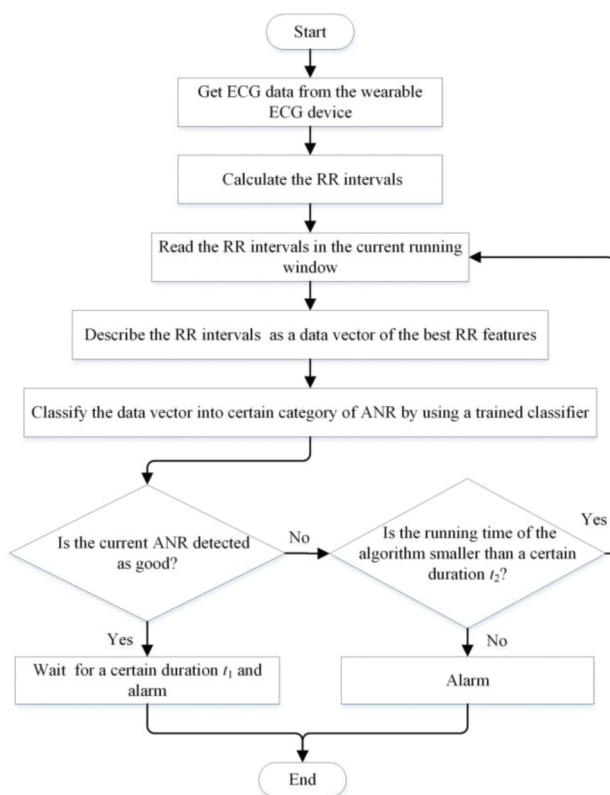 Start
Get ECG data from the wearable
ECG device
Calculate the RR intervals
Read the RR intervals in the current running
window
Describe the RR intervals as a data vector of the best RR features
Classify the data vector into certain category of ANR by using a trained classifier
Is the current ANR detected
as good?
No
Is the running time of the
algorithm smaller than a certain
duration t₂?
Yes
Yes
Wait for a certain duration t₁ and
alarm
No
Alarm
End